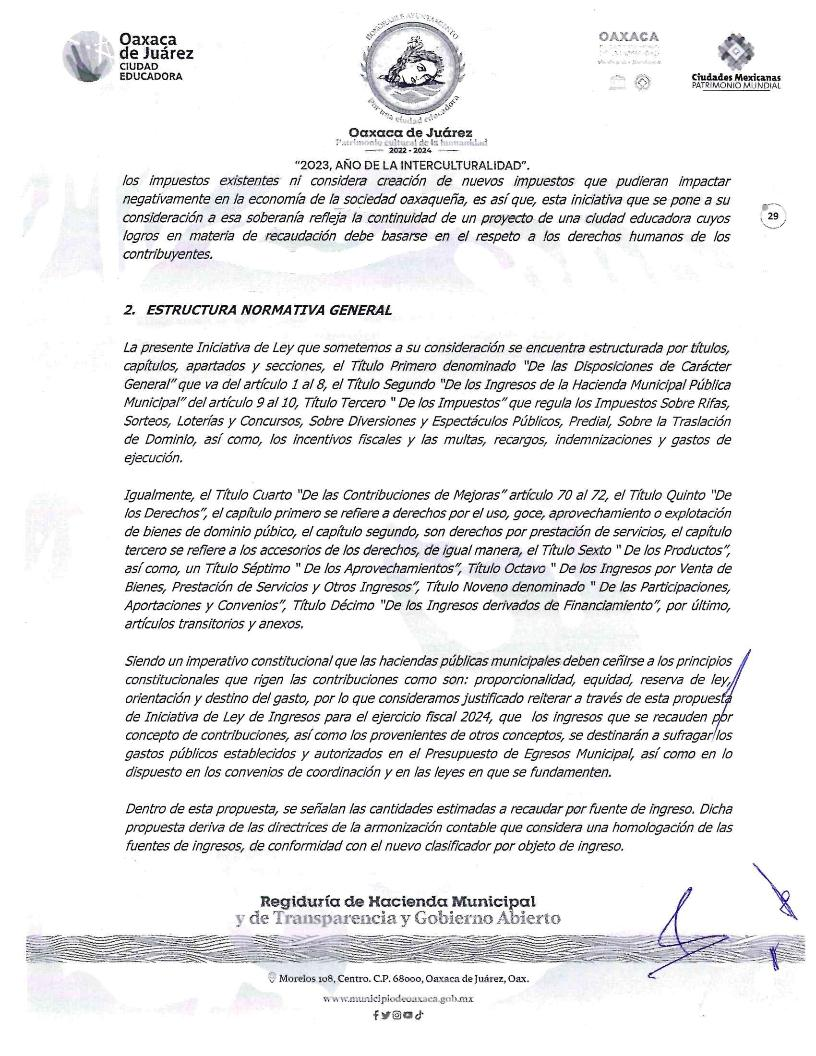 Oaxaca
de Juárez
CIUDAD
EDUCADORA
HONORABLE AYUNTAMIENTO
Por una ciudad educadora
Oaxaca de Juárez
Patrimonio cultural de la humanidad
2022 - 2024
OAXACA
Ciudades Mexicanas
PATRIMONIO MUNDIAL
"2023, AÑO DE LA INTERCULTURALIDAD".
29
los impuestos existentes ni considera creación de nuevos impuestos que pudieran impactar
negativamente en la economía de la sociedad oaxaqueña, es así que, esta iniciativa que se pone a su
consideración a esa soberanía refleja la continuidad de un proyecto de una ciudad educadora cuyos
logros en materia de recaudación debe basarse en el respeto a los derechos humanos de los
contribuyentes.
2. ESTRUCTURA NORMATIVA GENERAL
La presente Iniciativa de Ley que sometemos a su consideración se encuentra estructurada por títulos,
capítulos, apartados y secciones, el Título Primero denominado "De las Disposiciones de Carácter
General" que va del artículo 1 al 8, el Título Segundo "De los Ingresos de la Hacienda Municipal Pública
Municipal" del artículo 9 al 10, Título Tercero " De los Impuestos" que regula los Impuestos Sobre Rifas,
Sorteos, Loterías y Concursos, Sobre Diversiones y Espectáculos Públicos, Predial, Sobre la Traslación
de Dominio, así como, los incentivos fiscales y las multas, recargos, indemnizaciones y gastos de
ejecución.
Igualmente, el Título Cuarto "De las Contribuciones de Mejoras" artículo 70 al 72, el Título Quinto "De
los Derechos", el capítulo primero se refiere a derechos por el uso, goce, aprovechamiento o explotación
de bienes de dominio púbico, el capítulo segundo, son derechos por prestación de servicios, el capítulo
tercero se refiere a los accesorios de los derechos, de igual manera, el Título Sexto " De los Productos",
así como, un Título Séptimo " De los Aprovechamientos", Título Octavo " De los Ingresos por Venta de
Bienes, Prestación de Servicios y Otros Ingresos", Título Noveno denominado " De las Participaciones,
Aportaciones y Convenios", Título Décimo "De los Ingresos derivados de Financiamiento", por último,
artículos transitorios y anexos.
Siendo un imperativo constitucional que las haciendas públicas municipales deben ceñirse a los principios
constitucionales que rigen las contribuciones como son: proporcionalidad, equidad, reserva de ley,
orientación y destino del gasto, por lo que consideramos justificado reiterar a través de esta propuesta
de Iniciativa de Ley de Ingresos para el ejercicio fiscal 2024, que los ingresos que se recauden por
concepto de contribuciones, así como los provenientes de otros conceptos, se destinarán a sufragar los
gastos públicos establecidos y autorizados en el Presupuesto de Egresos Municipal, así como en lo
dispuesto en los convenios de coordinación y en las leyes en que se fundamenten.
Dentro de esta propuesta, se señalan las cantidades estimadas a recaudar por fuente de ingreso. Dicha
propuesta deriva de las directrices de la armonización contable que considera una homologación de las
fuentes de ingresos, de conformidad con el nuevo clasificador por objeto de ingreso.
Regiduría de Hacienda Municipal
y de Transparencia y Gobierno Abierto
Morelos 108, Centro. C.P. 68000, Oaxaca de Juárez, Oax.
www.municipiodeoaxaca.gob.mx